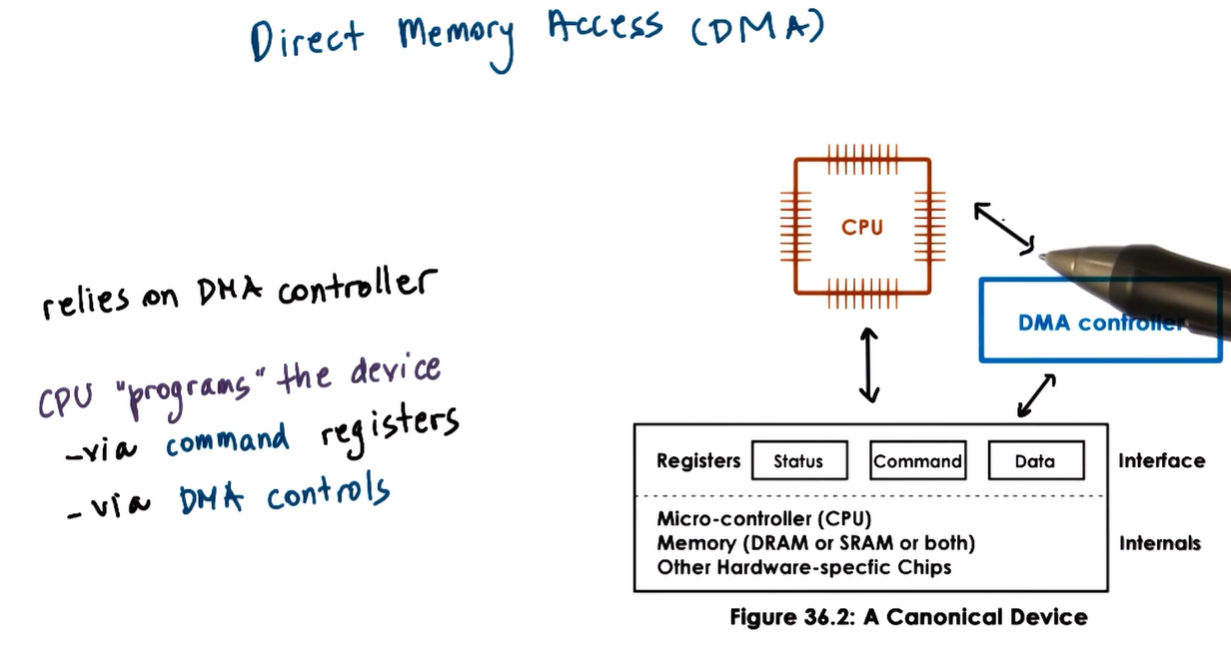 Direct Memory Access (DMA)
CPU
relies on DMA controller
DMA controller
CPU "programs" the device
-via command registers
- via DMA controls
Registers Status Command Data Interface
Micro-controller (CPU)
Memory (DRAM or SRAM or both)
Other Hardware-specfic Chips
Internals
Figure 36.2: A Canonical Device